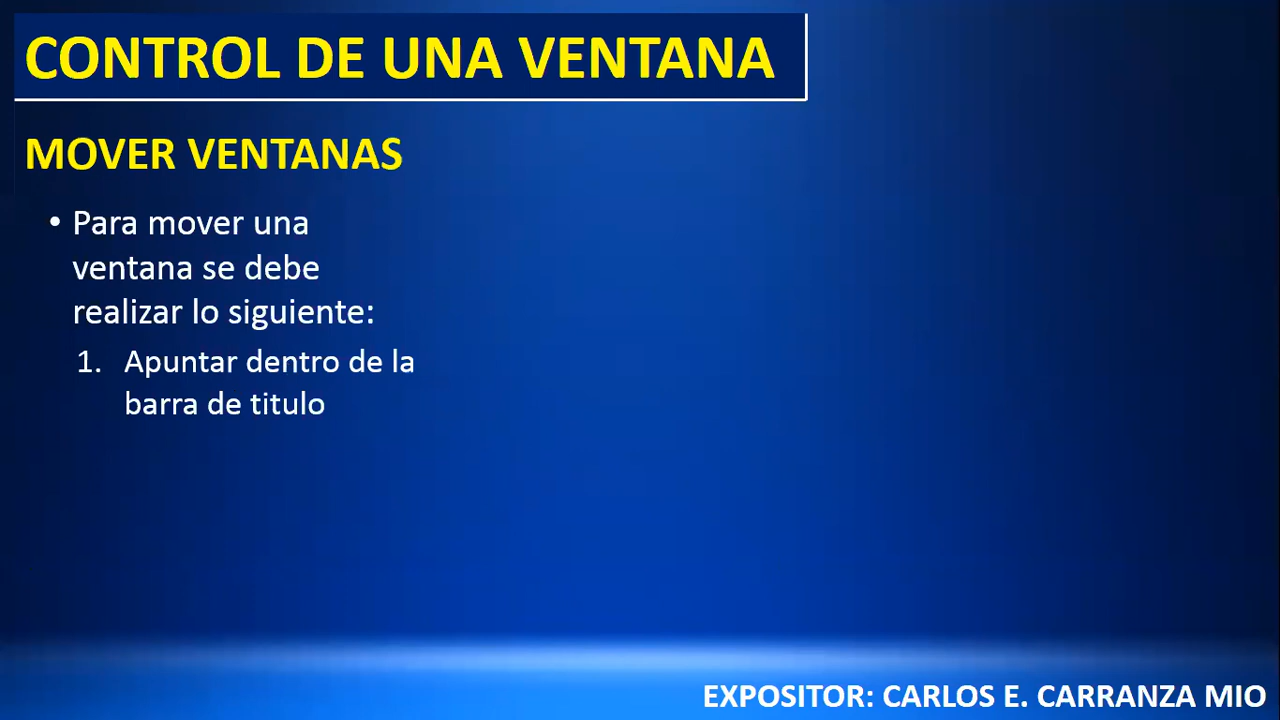 CONTROL DE UNA VENTANA
MOVER VENTANAS
• Para mover una
ventana se debe
realizar lo siguiente:
1. Apuntar dentro de la
barra de titulo
EXPOSITOR: CARLOS E. CARRANZA MIO